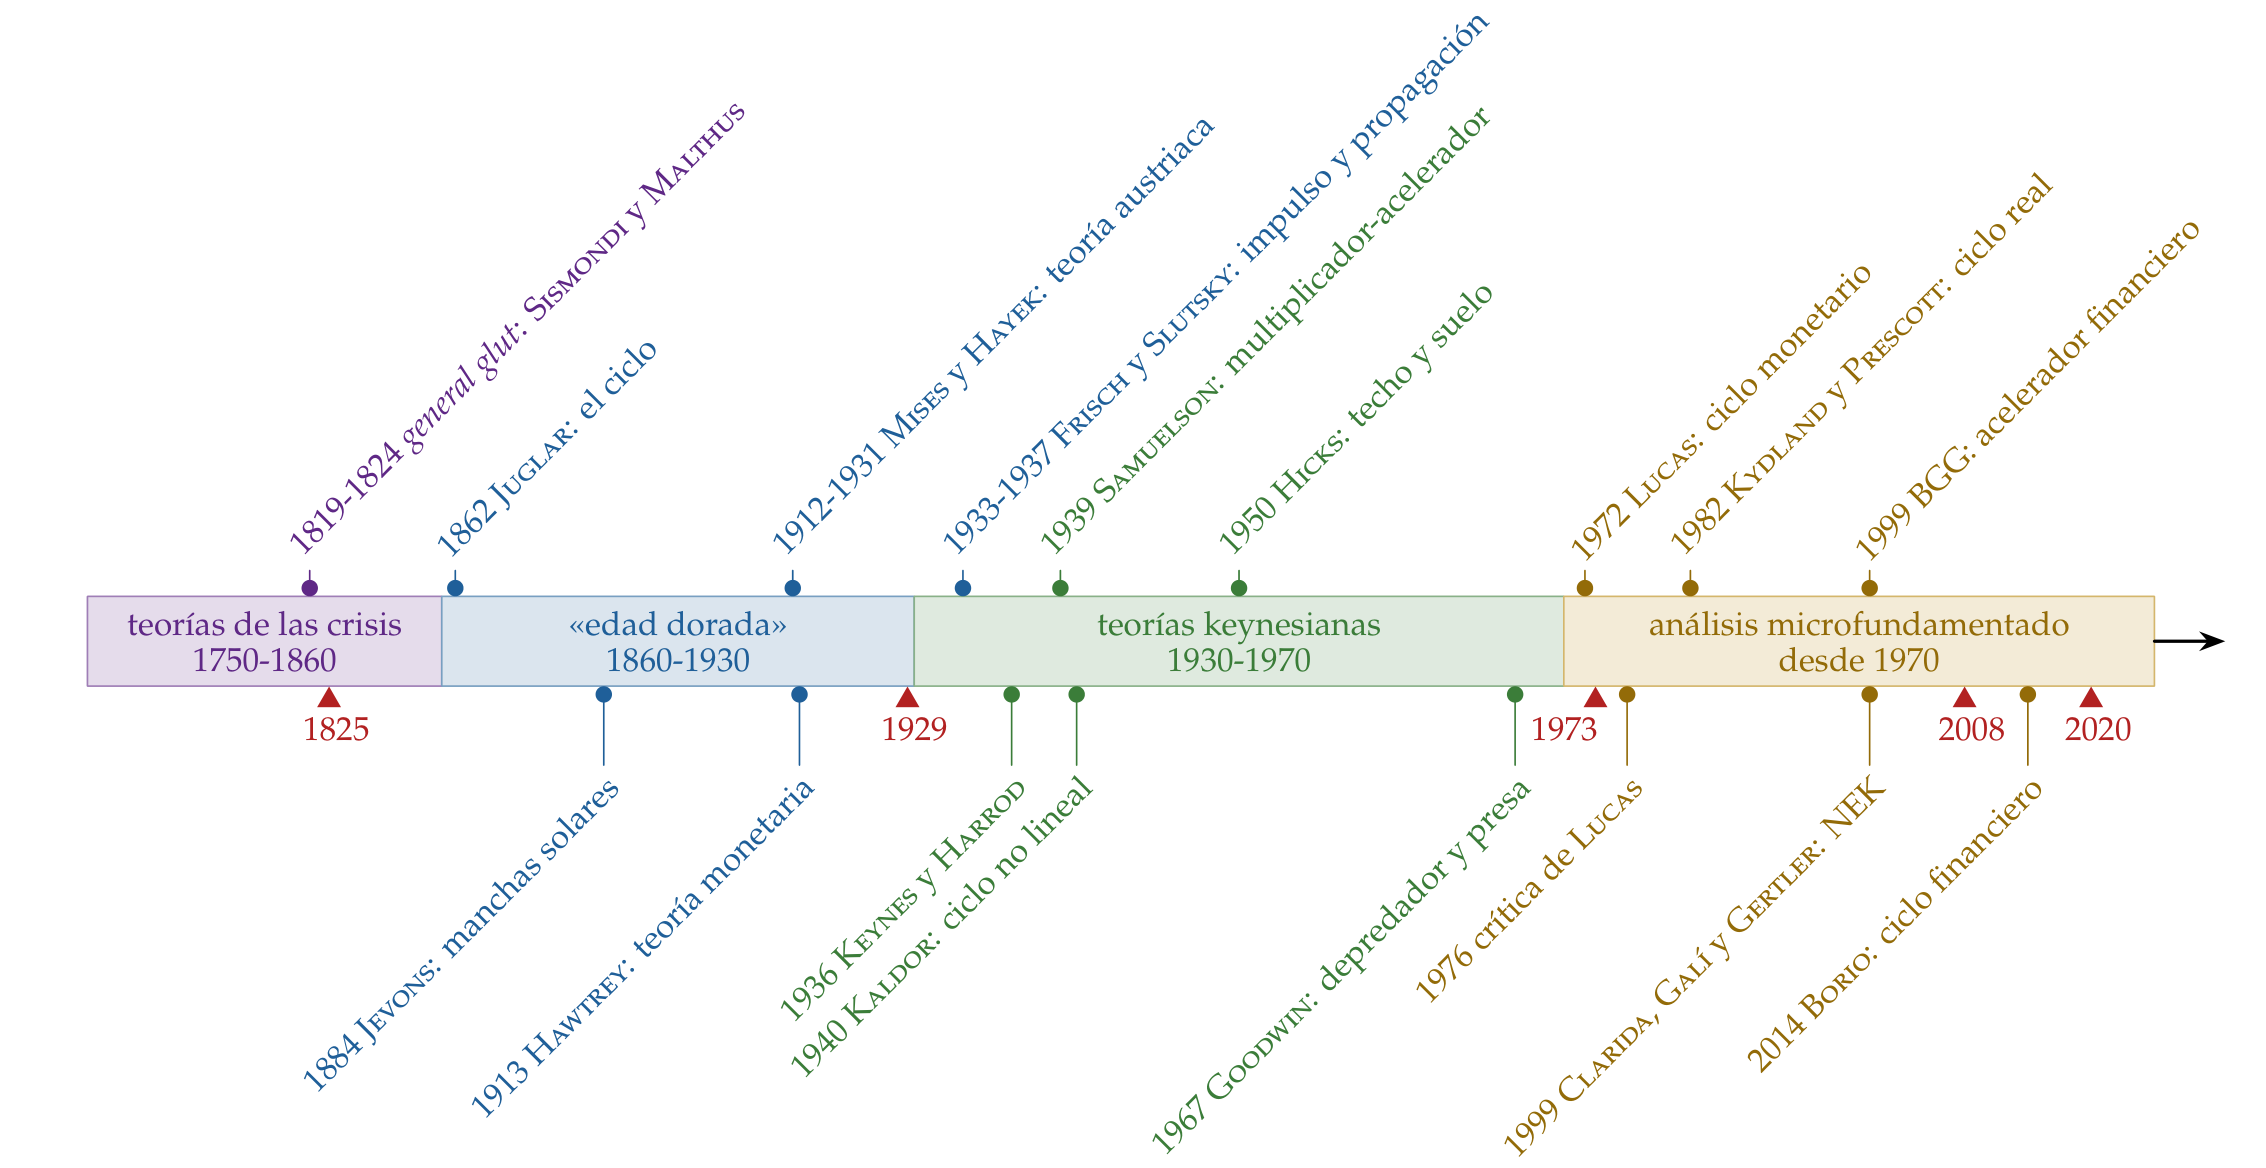 1819-1824 general glut: Sismondi y Malthus
1862 Juglar: el ciclo
1912-1931 Mises y Hayek: teoría austriaca
1933-1937 Frisch y Slutsky: impulso y propagación
1939 Samuelson: multiplicador-acelerador
1950 Hicks: techo y suelo
1972 Lucas: ciclo monetario
1982 Kydland y Prescott: ciclo real
1999 BGG: acelerador financiero
teorías de las crisis
1750-1860
«edad dorada»
1860-1930
teorías keynesianas
1930-1970
análisis microfundamentado
desde 1970
1825
1929
1973
2008
2020
1884 Jevons: manchas solares
1913 Hawtrey: teoría monetaria
1936 Keynes y Harrod
1940 Kaldor: ciclo no lineal
1967 Goodwin: depredador y presa
1976 crítica de Lucas
1999 Clarida, Galí y Gertler: NEK
2014 Borio: ciclo financiero